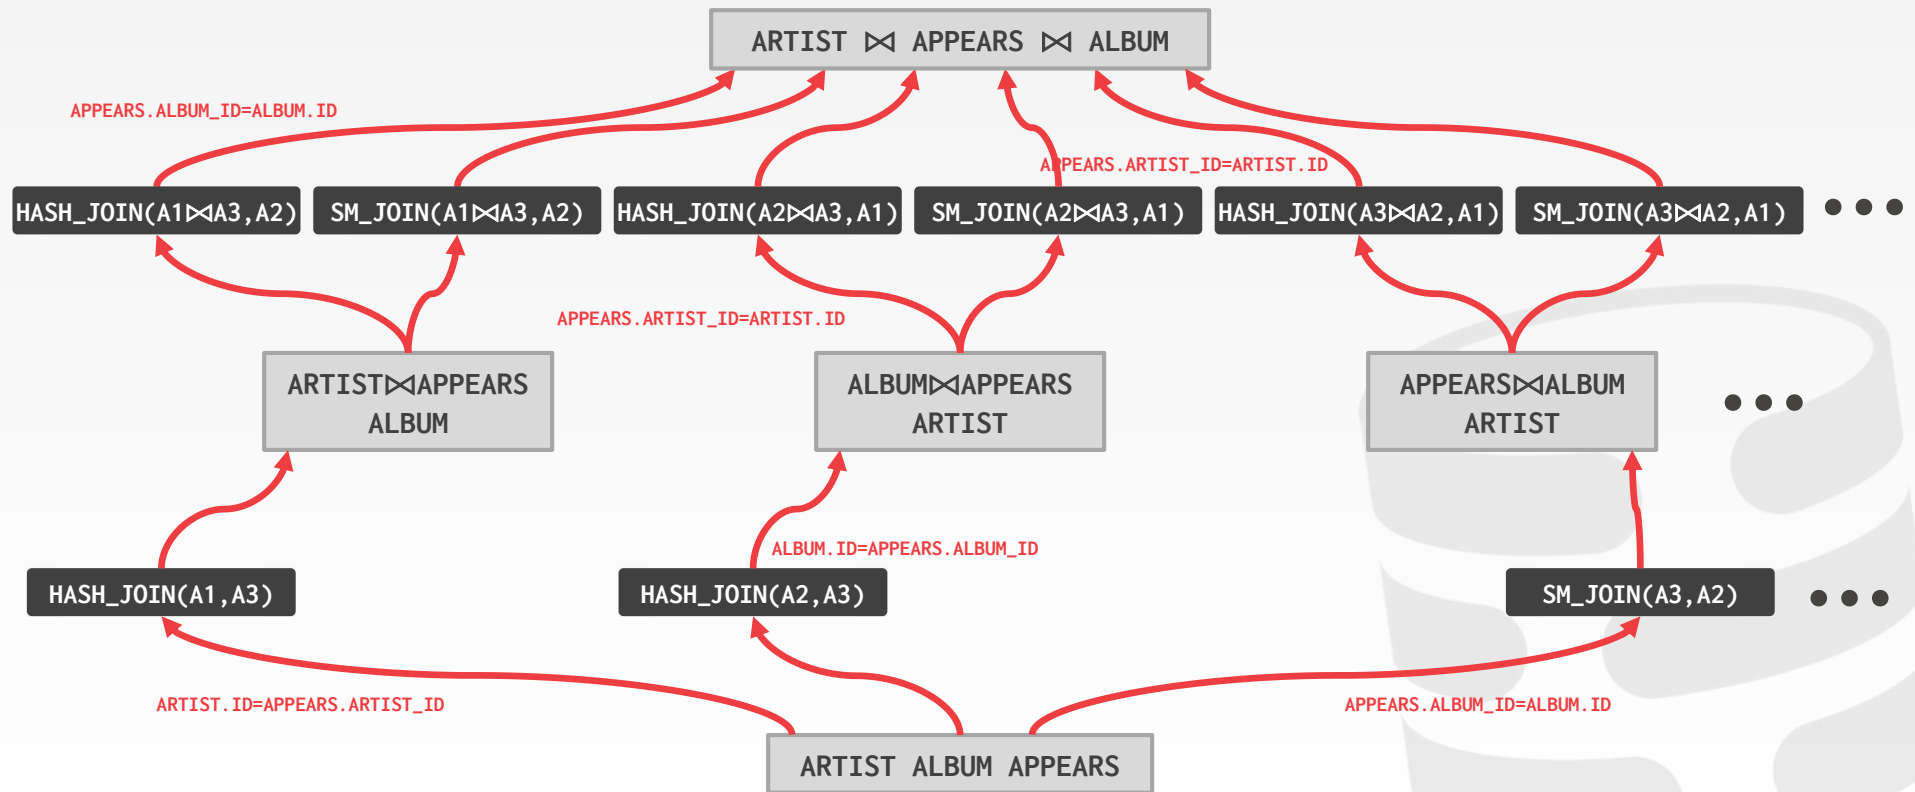 ARTIST ⋈ APPEARS ⋈ ALBUM
APPEARS.ALBUM_ID=ALBUM.ID
APPEARS.ARTIST_ID=ARTIST.ID
HASH_JOIN(A1⋈A3,A2)
SM_JOIN(A1⋈A3,A2)
HASH_JOIN(A2⋈A3,A1)
SM_JOIN(A2⋈A3,A1)
HASH_JOIN(A3⋈A2,A1)
SM_JOIN(A3⋈A2,A1)
APPEARS.ARTIST_ID=ARTIST.ID
ARTIST⋈APPEARS
ALBUM
ALBUM⋈APPEARS
ARTIST
APPEARS⋈ALBUM
ARTIST
ALBUM.ID=APPEARS.ALBUM_ID
HASH_JOIN(A1,A3)
HASH_JOIN(A2,A3)
SM_JOIN(A3,A2)
ARTIST.ID=APPEARS.ARTIST_ID
APPEARS.ALBUM_ID=ALBUM.ID
ARTIST ALBUM APPEARS